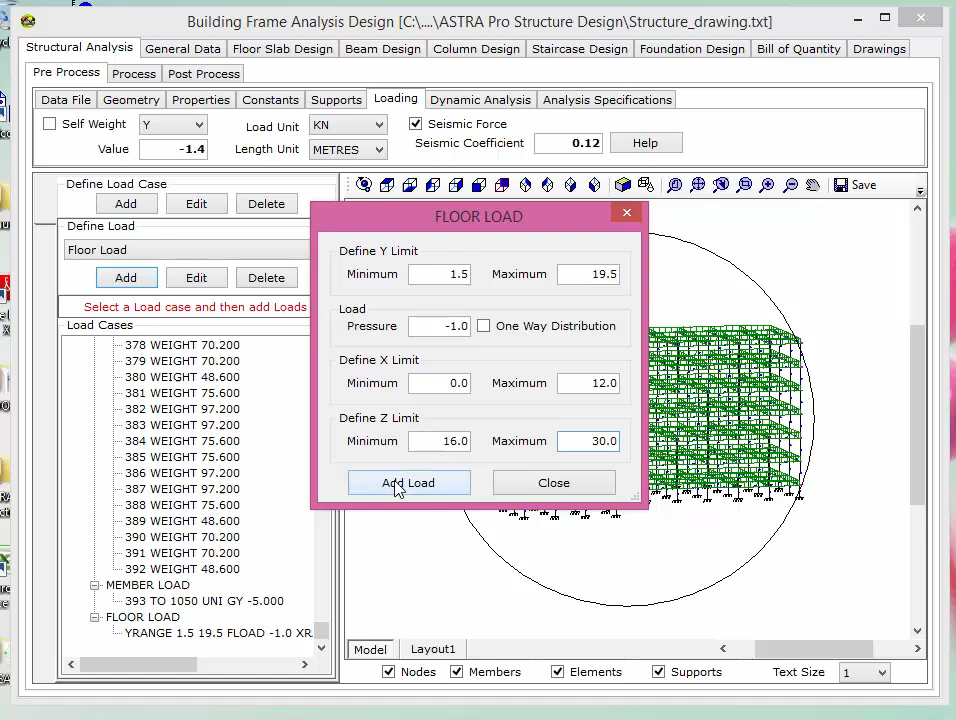 Building Frame Analysis Design [C:\....\ASTRA Pro Structure Design\Structure_drawing.txt]
Structural Analysis General Data Floor Slab Design Beam Design Column Design Staircase Design Foundation Design Bill of Quantity Drawings
Pre Process Process Post Process
Data File Geometry Properties Constants Supports Loading Dynamic Analysis Analysis Specifications
Self Weight Y Load Unit KN Seismic Force
Value -1.4 Length Unit METRES Seismic Coefficient 0.12 Help
Define Load Case
Add Edit Delete
Define Load
Floor Load
Add Edit Delete
Select a Load case and then add Loads
Load Cases
378 WEIGHT 70.200
379 WEIGHT 70.200
380 WEIGHT 48.600
381 WEIGHT 75.600
382 WEIGHT 97.200
383 WEIGHT 97.200
384 WEIGHT 75.600
385 WEIGHT 75.600
386 WEIGHT 97.200
387 WEIGHT 97.200
388 WEIGHT 75.600
389 WEIGHT 48.600
390 WEIGHT 70.200
391 WEIGHT 70.200
392 WEIGHT 48.600
MEMBER LOAD
393 TO 1050 UNI GY -5.000
FLOOR LOAD
YRANGE 1.5 19.5 FLOAD -1.0 XR
Save
FLOOR LOAD
Define Y Limit
Minimum 1.5 Maximum 19.5
Load
Pressure -1.0 One Way Distribution
Define X Limit
Minimum 0.0 Maximum 12.0
Define Z Limit
Minimum 16.0 Maximum 30.0
Add Load Close
Model Layout1
Nodes Members Elements Supports Text Size 1